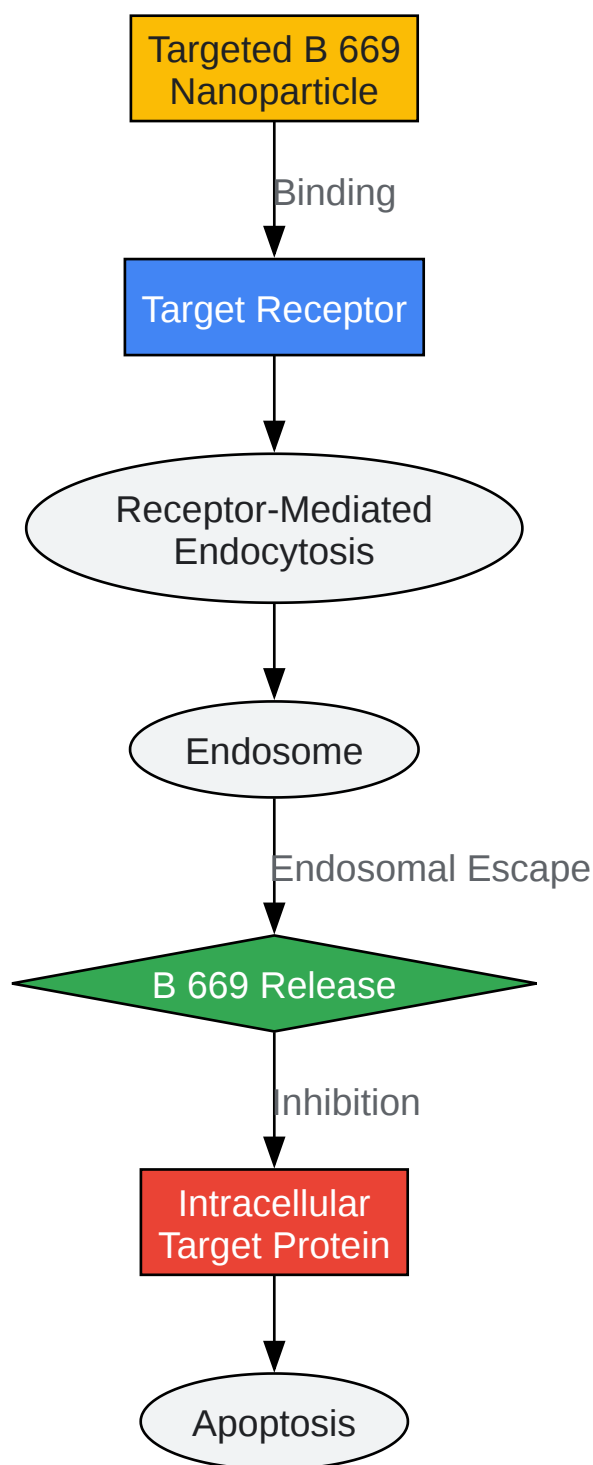 Targeted B 669
Nanoparticle
Binding
Target Receptor
Receptor-Mediated
Endocytosis
Endosome
Endosomal Escape
B 669 Release
Inhibition
Intracellular
Target Protein
Apoptosis